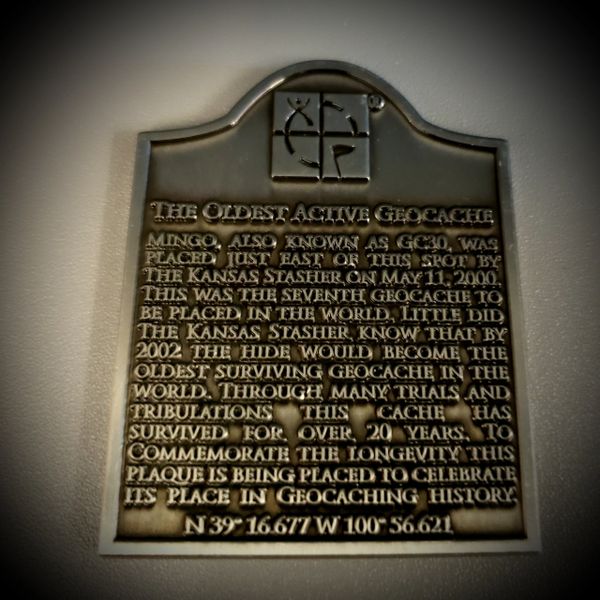 ®
THE OLDEST ACTIVE GEOCACHE
MINGO, ALSO KNOWN AS GC30, WAS
PLACED JUST EAST OF THIS SPOT BY
THE KANSAS STASHER ON MAY 11, 2000.
THIS WAS THE SEVENTH GEOCACHE TO
BE PLACED IN THE WORLD. LITTLE DID
THE KANSAS STASHER KNOW THAT BY
2002 THE HIDE WOULD BECOME THE
OLDEST SURVIVING GEOCACHE IN THE
WORLD. THROUGH MANY TRIALS AND
TRIBULATIONS THIS CACHE HAS
SURVIVED FOR OVER 20 YEARS. TO
COMMEMORATE THE LONGEVITY THIS
PLAQUE IS BEING PLACED TO CELEBRATE
ITS PLACE IN GEOCACHING HISTORY.
N 39° 16.677 W 100° 56.621